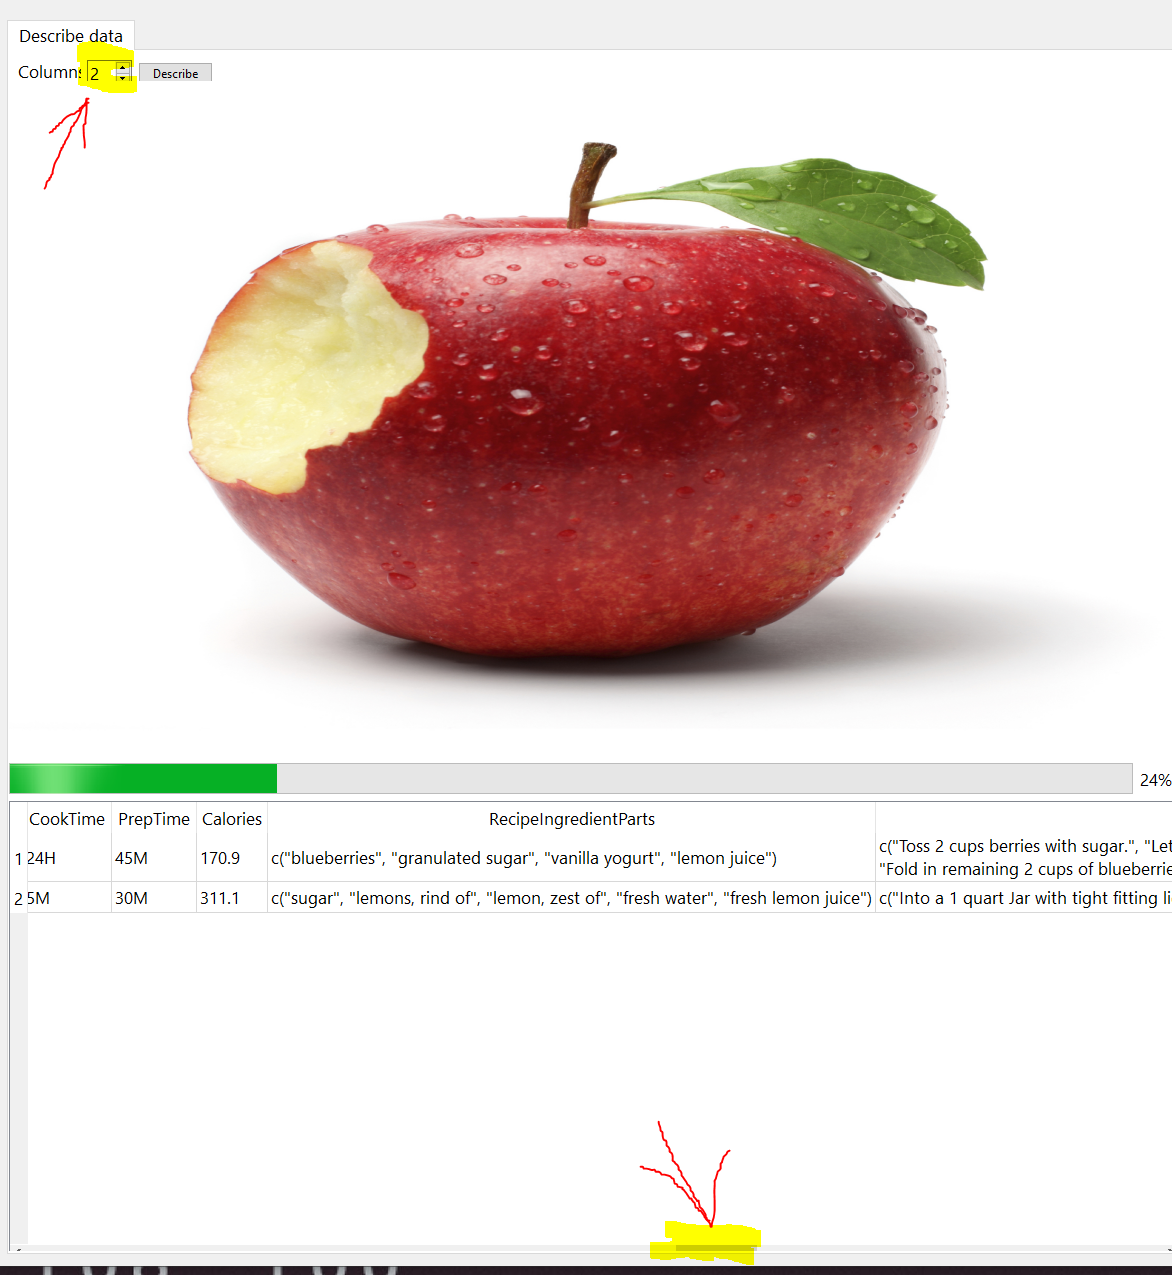 Describe data
Columns 2 Describe
24%
CookTime PrepTime Calories RecipeIngredientParts
1 24H 45M 170.9 c("blueberries", "granulated sugar", "vanilla yogurt", "lemon juice") c("Toss 2 cups berries with sugar.", "Let
"Fold in remaining 2 cups of blueberrie
2 5M 30M 311.1 c("sugar", "lemons, rind of", "lemon, zest of", "fresh water", "fresh lemon juice") c("Into a 1 quart Jar with tight fitting li